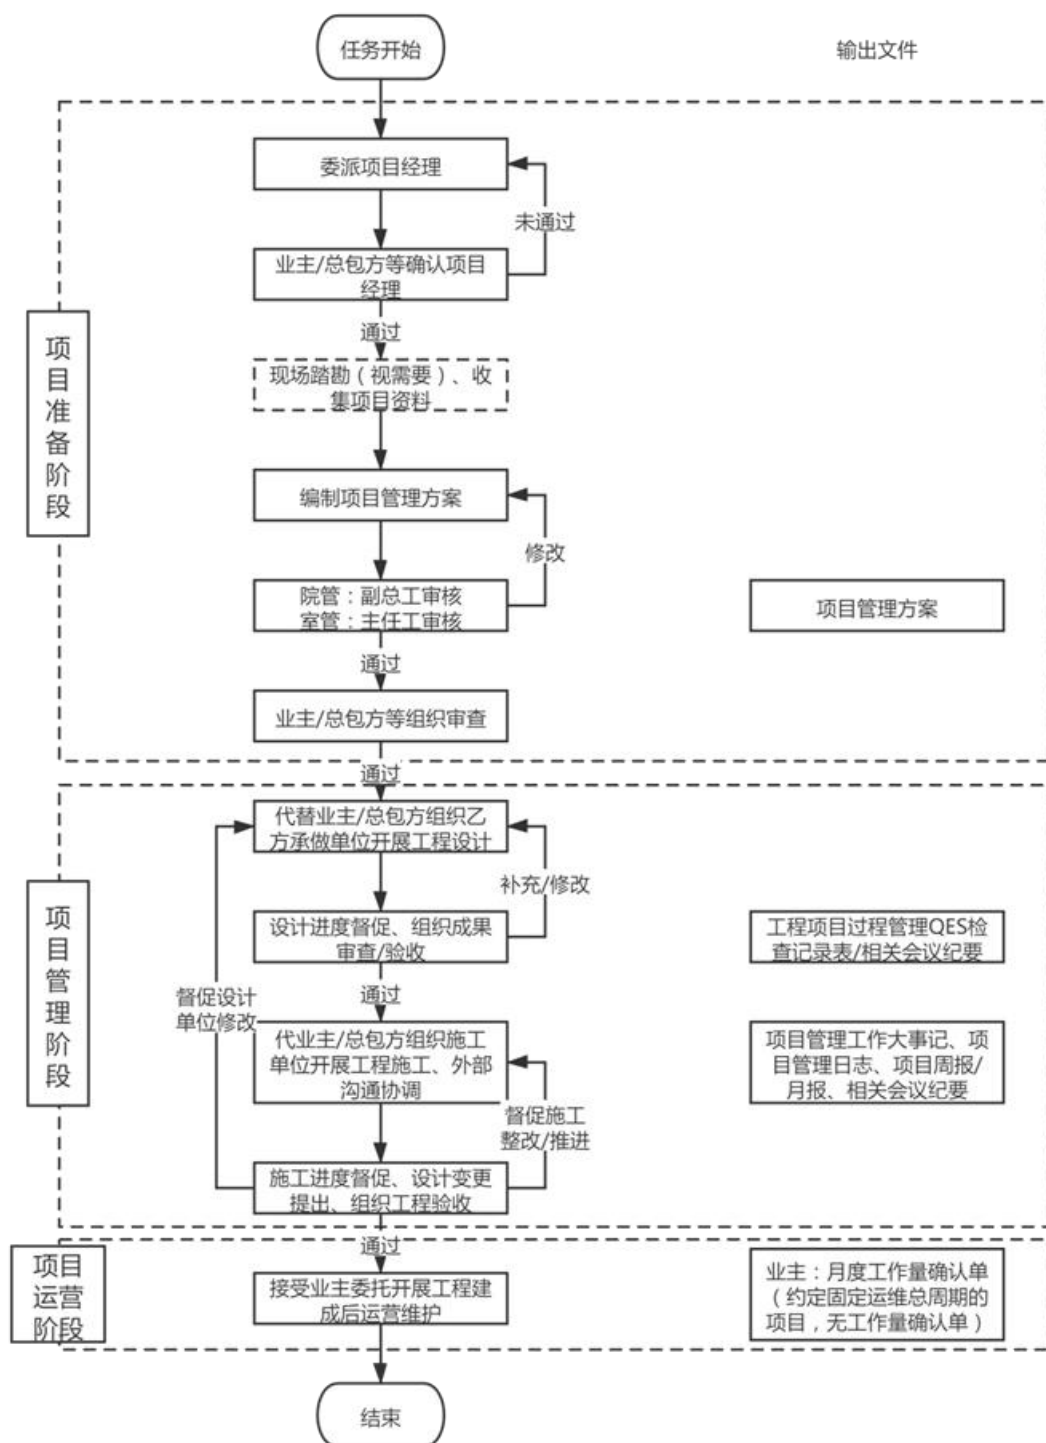 任务开始
输出文件
委派项目经理
未通过
业主/总包方等确认项目
经理
通过
项
目
准
备
阶
段
现场踏勘（视需要）、收
集项目资料
编制项目管理方案
修改
院管：副总工审核
室管：主任工审核
项目管理方案
通过
业主/总包方等组织审查
通过
代替业主/总包方组织乙
方承做单位开展工程设计
补充/修改
项
目
管
理
阶
段
设计进度督促、组织成果
审查/验收
工程项目过程管理QES检
查记录表/相关会议纪要
通过
督促设计
单位修改
代业主/总包方组织施工
单位开展工程施工、外部
沟通协调
项目管理工作大事记、项
目管理日志、项目周报/
月报、相关会议纪要
督促施工
整改/推进
施工进度督促、设计变更
提出、组织工程验收
通过
项目
运营
阶段
接受业主委托开展工程建
成后运营维护
业主：月度工作量确认单
（约定固定运维总周期的
项目，无工作量确认单）
结束